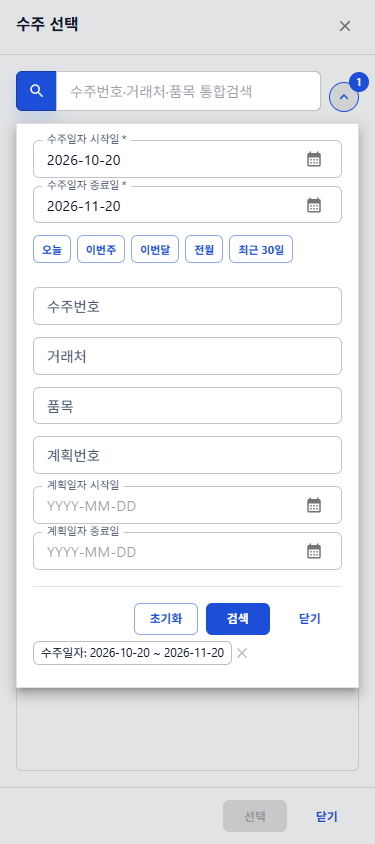 수주 선택
수주번호·거래처·품목 통합검색
1
수주일자 시작일 *
2026-10-20
수주일자 종료일 *
2026-11-20
오늘 이번주 이번달 전월 최근 30일
수주번호
거래처
품목
계획번호
계획일자 시작일
YYYY-MM-DD
계획일자 종료일
YYYY-MM-DD
초기화 검색 닫기
수주일자: 2026-10-20 ~ 2026-11-20
선택 닫기